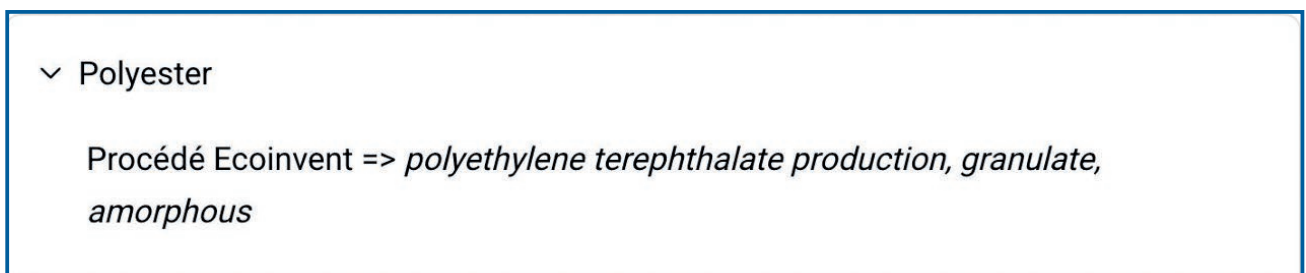 Polyester
Procédé Ecoinvent => polyethylene terephthalate production, granulate,
amorphous